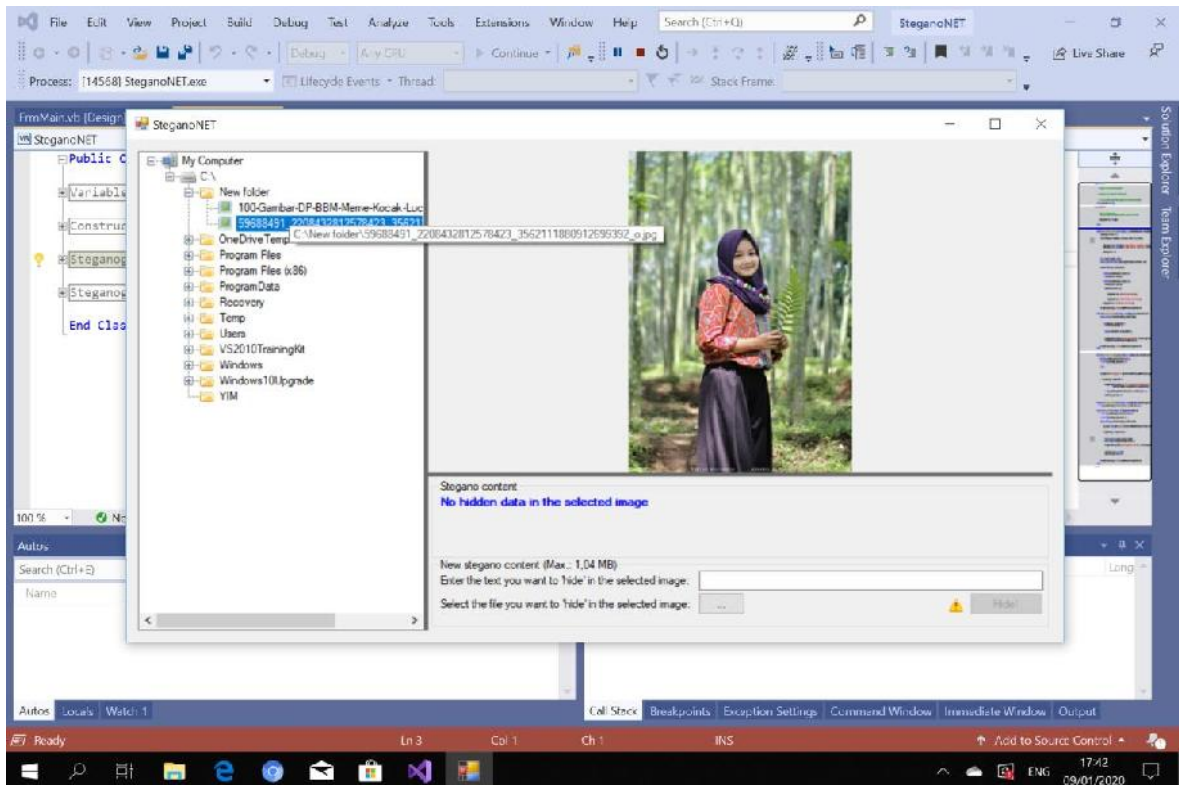 File Edit View Project Build Debug Test Analyze Tools Extensions Window Help Search (Ctrl+Q) SteganoNET
Debug Any CPU Continue Live Share
Process: [14568] SteganoNET.exe Lifecycle Events Thread: Stack Frame:
FrmMain.vb [Design
SteganoNET
Public C
Variable
Construc
Steganog
Steganog
End Clas
100 %
Solution Explorer
Team Explorer
SteganoNET
My Computer
C:\
New folder
100-Gambar-DP-BBM-Meme-Kocak-Luc
59688491_2208432812578423_35621
C:\New folder\59688491_2208432812578423_3562111880912699392_o.jpg
OneDriveTemp
Program Files
Program Files (x86)
ProgramData
Recovery
Temp
Users
VS2010TrainingKit
Windows
Windows10Upgrade
YIM
Stegano content
No hidden data in the selected image
New stegano content (Max.: 1,04 MB)
Enter the text you want to 'hide' in the selected image:
Select the file you want to 'hide' in the selected image: ...
Hide!
Autos
Search (Ctrl+E)
Name
Lang
Autos Locals Watch 1
Call Stack Breakpoints Exception Settings Command Window Immediate Window Output
Ready Ln 3 Col 1 Ch 1 INS Add to Source Control
ENG 17:42
09/01/2020